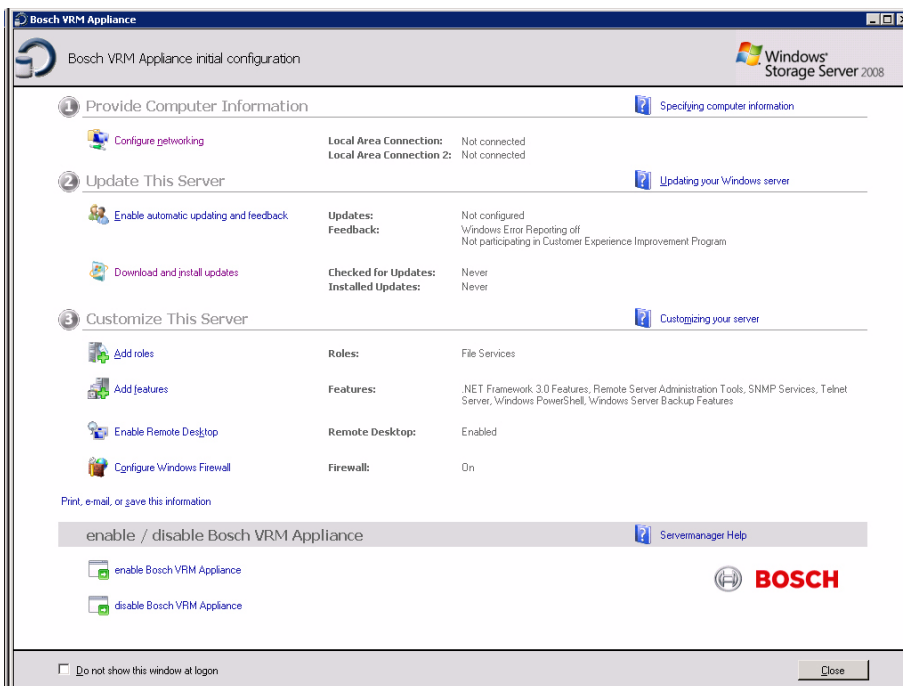 Bosch VRM Appliance
Bosch VRM Appliance initial configuration
Windows Storage Server 2008
1 Provide Computer Information
Specifying computer information
Configure networking
Local Area Connection: Not connected
Local Area Connection 2: Not connected
2 Update This Server
Updating your Windows server
Enable automatic updating and feedback
Updates: Not configured
Feedback: Windows Error Reporting off
Not participating in Customer Experience Improvement Program
Download and install updates
Checked for Updates: Never
Installed Updates: Never
3 Customize This Server
Customizing your server
Add roles
Roles: File Services
Add features
Features: .NET Framework 3.0 Features, Remote Server Administration Tools, SNMP Services, Telnet
Server, Windows PowerShell, Windows Server Backup Features
Enable Remote Desktop
Remote Desktop: Enabled
Configure Windows Firewall
Firewall: On
Print, e-mail, or save this information
enable / disable Bosch VRM Appliance
Servermanager Help
enable Bosch VRM Appliance
BOSCH
disable Bosch VRM Appliance
Do not show this window at logon
Close